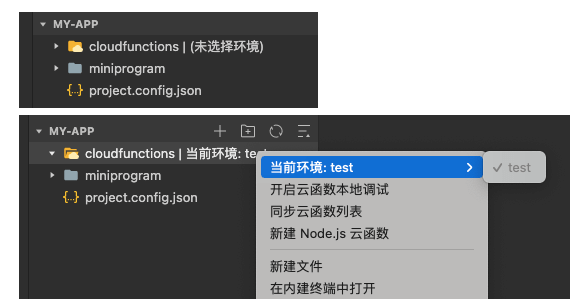 MY-APP
cloudfunctions | (未选择环境)
miniprogram
{..} project.config.json
MY-APP
cloudfunctions | 当前环境: te
当前环境: test
test
miniprogram
开启云函数本地调试
{..} project.config.json
同步云函数列表
新建 Node.js 云函数
新建文件
在内建终端中打开